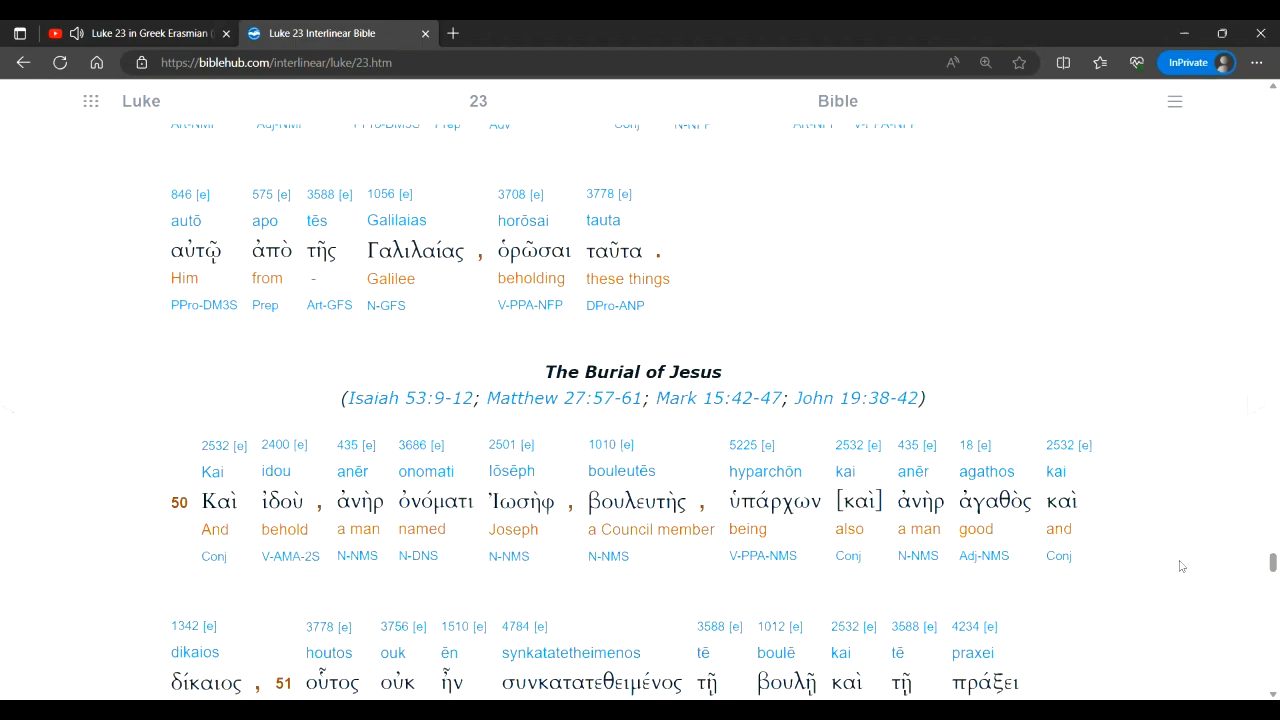 Luke 23 in Greek Erasmian
Luke 23 Interlinear Bible
https://biblehub.com/interlinear/luke/23.htm
InPrivate
Luke 23 Bible
846 [e] 575 [e] 3588 [e] 1056 [e] 3708 [e] 3778 [e]
autō apo tēs Galilaias horōsai tauta
αὐτῷ ἀπὸ τῆς Γαλιλαίας , ὁρῶσαι ταῦτα .
Him from - Galilee beholding these things
PPro-DM3S Prep Art-GFS N-GFS V-PPA-NFP DPro-ANP
The Burial of Jesus
(Isaiah 53:9-12; Matthew 27:57-61; Mark 15:42-47; John 19:38-42)
2532 [e] 2400 [e] 435 [e] 3686 [e] 2501 [e] 1010 [e] 5225 [e] 2532 [e] 435 [e] 18 [e] 2532 [e]
Kai idou anēr onomati Iōsēph bouleutēs hyparchōn kai anēr agathos kai
50 Καὶ ἰδοὺ , ἀνὴρ ὀνόματι Ἰωσὴφ , βουλευτὴς , ὑπάρχων [καὶ] ἀνὴρ ἀγαθὸς καὶ
And behold a man named Joseph a Council member being also a man good and
Conj V-AMA-2S N-NMS N-DNS N-NMS N-NMS V-PPA-NMS Conj N-NMS Adj-NMS Conj
1342 [e] 3778 [e] 3756 [e] 1510 [e] 4784 [e] 3588 [e] 1012 [e] 2532 [e] 3588 [e] 4234 [e]
dikaios houtos ouk ēn synkatatetheimenos tē boulē kai tē praxei
δίκαιος , 51 οὗτος οὐκ ἦν συνκατατεθειμένος τῇ βουλῇ καὶ τῇ πράξει